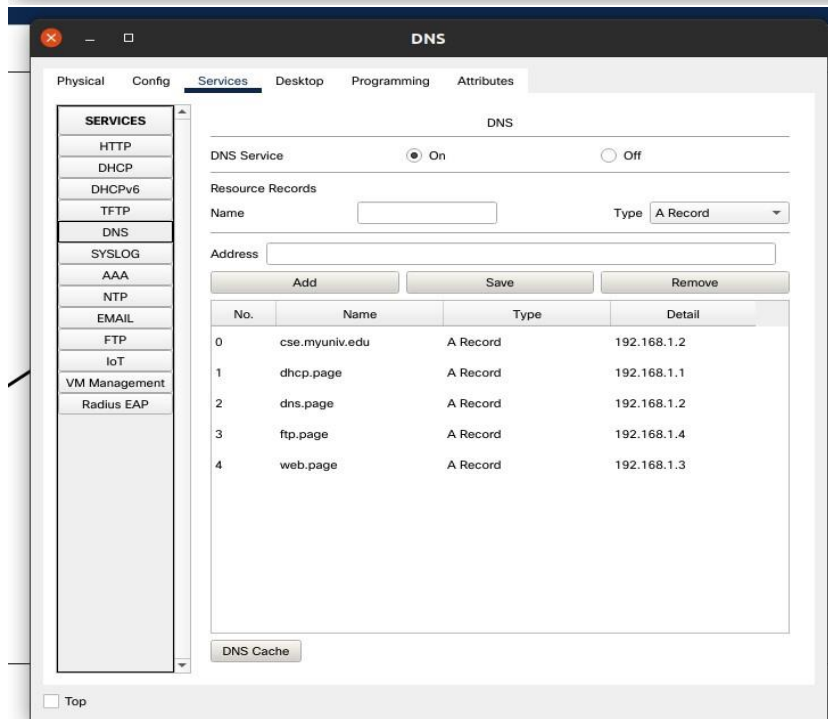 DNS
Physical Config Services Desktop Programming Attributes
SERVICES
HTTP
DHCP
DHCPv6
TFTP
DNS
SYSLOG
AAA
NTP
EMAIL
FTP
IoT
VM Management
Radius EAP
DNS
DNS Service On Off
Resource Records
Name Type A Record
Address
Add Save Remove
No. Name Type Detail
0 cse.myuniv.edu A Record 192.168.1.2
1 dhcp.page A Record 192.168.1.1
2 dns.page A Record 192.168.1.2
3 ftp.page A Record 192.168.1.4
4 web.page A Record 192.168.1.3
DNS Cache
Top